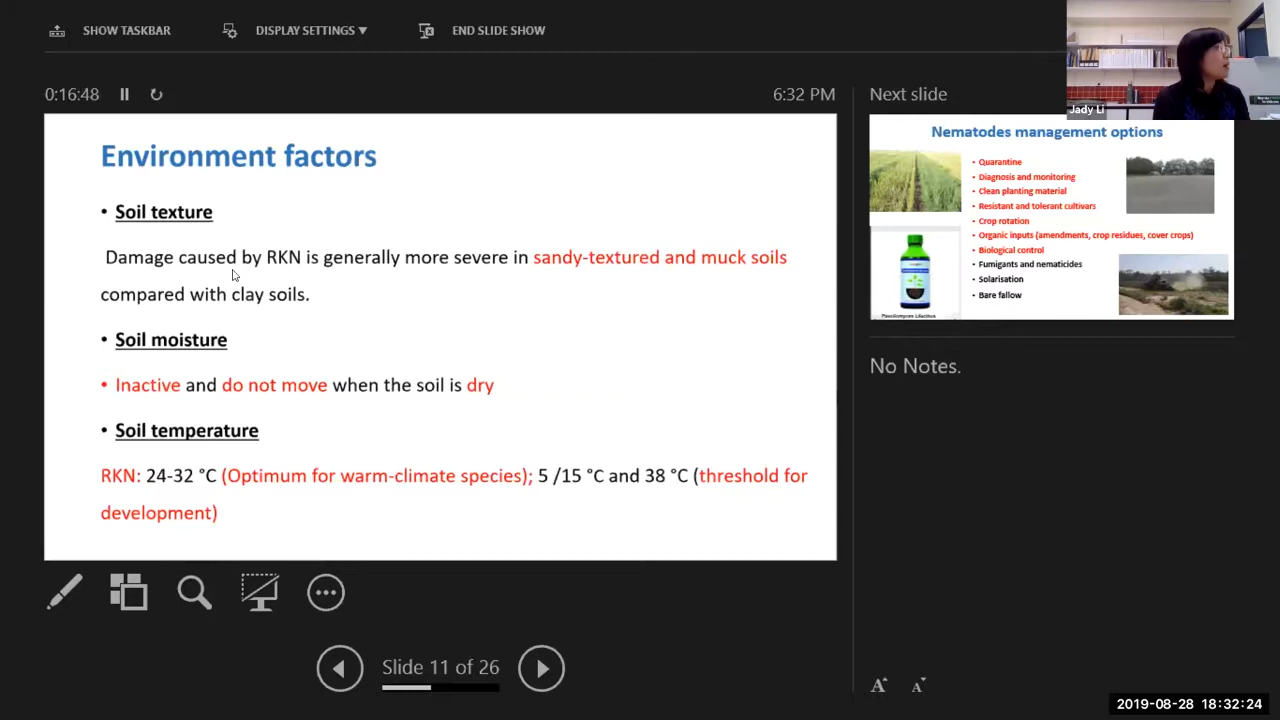 SHOW TASKBAR
DISPLAY SETTINGS ▼
END SLIDE SHOW
Jady Li
0:16:48
6:32 PM
Next slide
Environment factors
• Soil texture
Damage caused by RKN is generally more severe in sandy-textured and muck soils
compared with clay soils.
• Soil moisture
• Inactive and do not move when the soil is dry
• Soil temperature
RKN: 24-32 °C (Optimum for warm-climate species); 5 /15 °C and 38 °C (threshold for
development)
Nematodes management options
• Quarantine
• Diagnosis and monitoring
• Clean planting material
• Resistant and tolerant cultivars
• Crop rotation
• Organic inputs (amendments, crop residues, cover crops)
• Biological control
• Fumigants and nematicides
• Solarisation
• Bare fallow
Paecilomyces Lilacinus
No Notes.
Slide 11 of 26
A A
2019-08-28 18:32:24